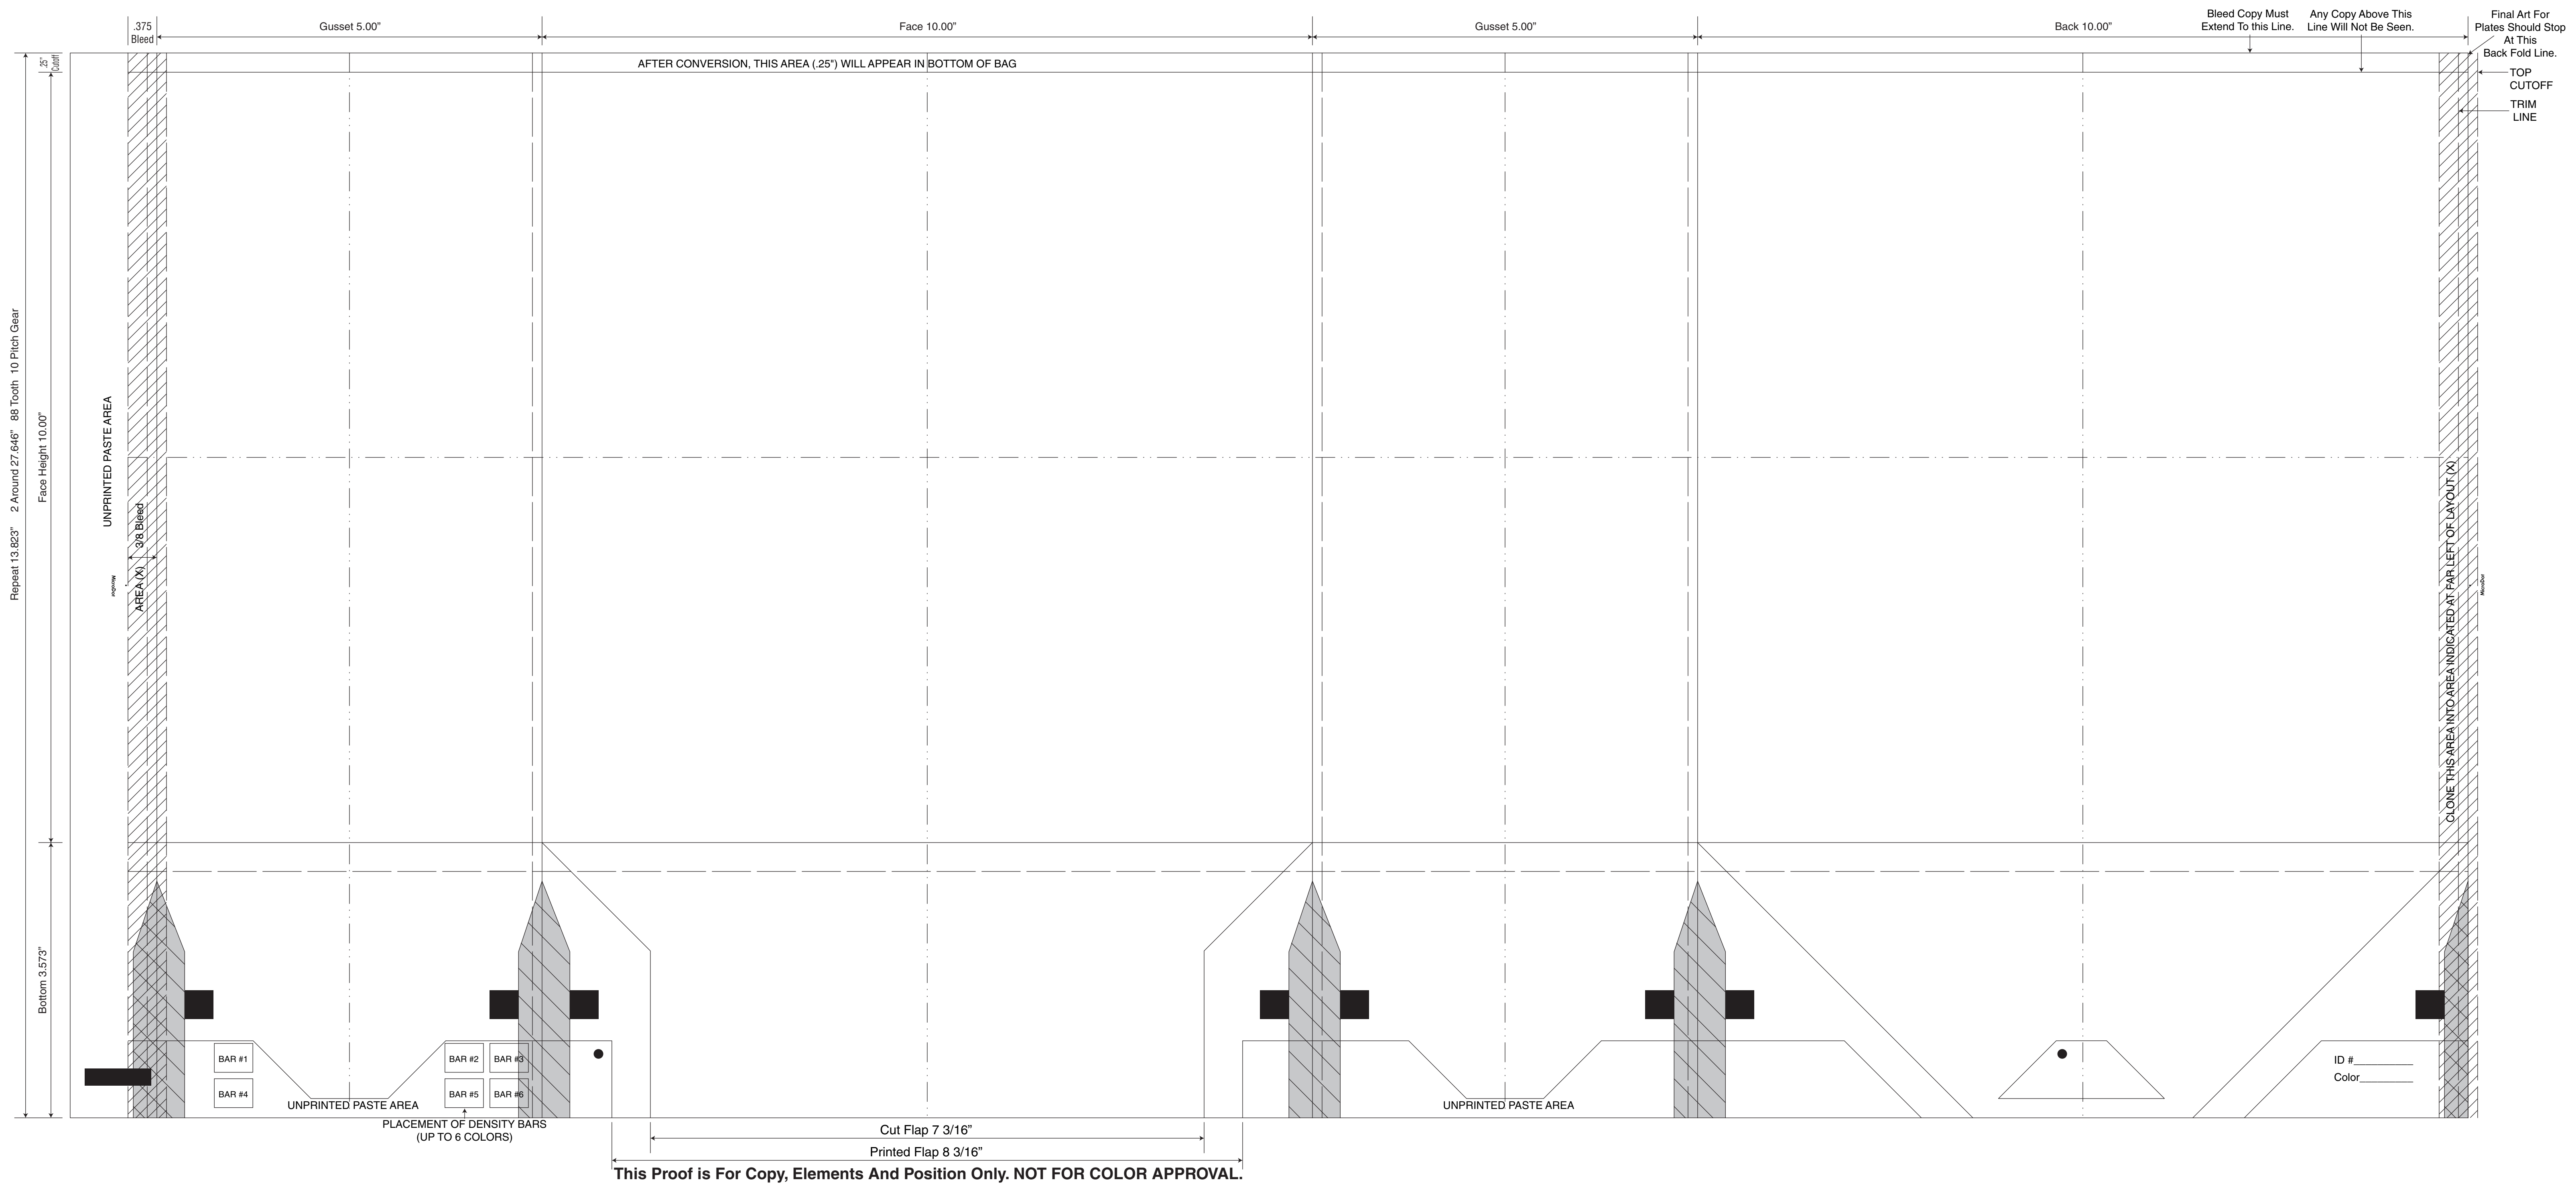 .375
Bleed
Gusset 5.00"
Face 10.00"
Gusset 5.00"
Back 10.00"
Bleed Copy Must
Extend To this Line.
Any Copy Above This
Line Will Not Be Seen.
Final Art For
Plates Should Stop
At This
Back Fold Line.
.25"
Cutoff
AFTER CONVERSION, THIS AREA (.25") WILL APPEAR IN BOTTOM OF BAG
TOP
CUTOFF
TRIM
LINE
Repeat 13.823" 2 Around 27.646" 88 Tooth 10 Pitch Gear
Face Height 10.00"
UNPRINTED PASTE AREA
AREA (X) 3/8 Bleed
MicroDot
CLONE THIS AREA INTO AREA INDICATED AT FAR LEFT OF LAYOUT (X)
MicroDot
Bottom 3.573"
BAR #1
BAR #2
BAR #3
BAR #4
BAR #5
BAR #6
ID #__________
Color_________
UNPRINTED PASTE AREA
UNPRINTED PASTE AREA
PLACEMENT OF DENSITY BARS
(UP TO 6 COLORS)
Cut Flap 7 3/16"
Printed Flap 8 3/16"
This Proof is For Copy, Elements And Position Only. NOT FOR COLOR APPROVAL.